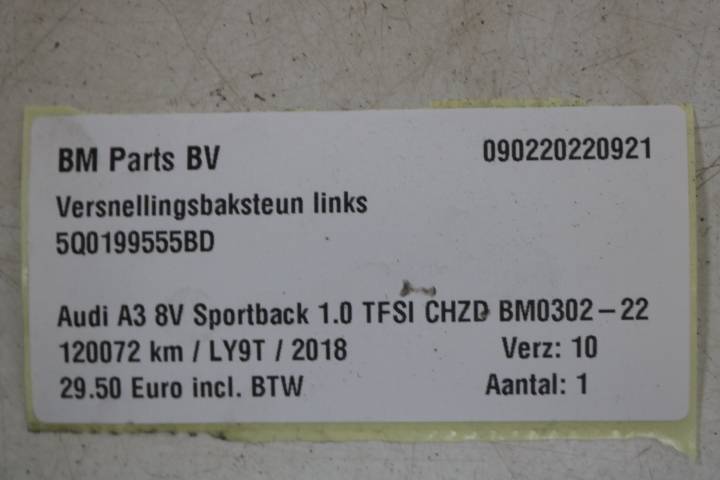 BM Parts BV 090220220921
Versnellingsbaksteun links
5Q0199555BD
Audi A3 8V Sportback 1.0 TFSI CHZD BM0302-22
120072 km / LY9T / 2018 Verz: 10
29.50 Euro incl. BTW Aantal: 1